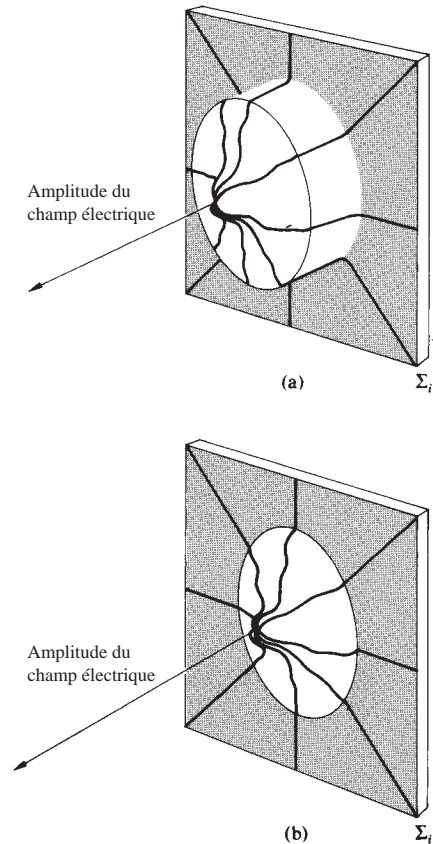 Amplitude du
champ électrique
(a)
Σi
Amplitude du
champ électrique
(b)
Σi